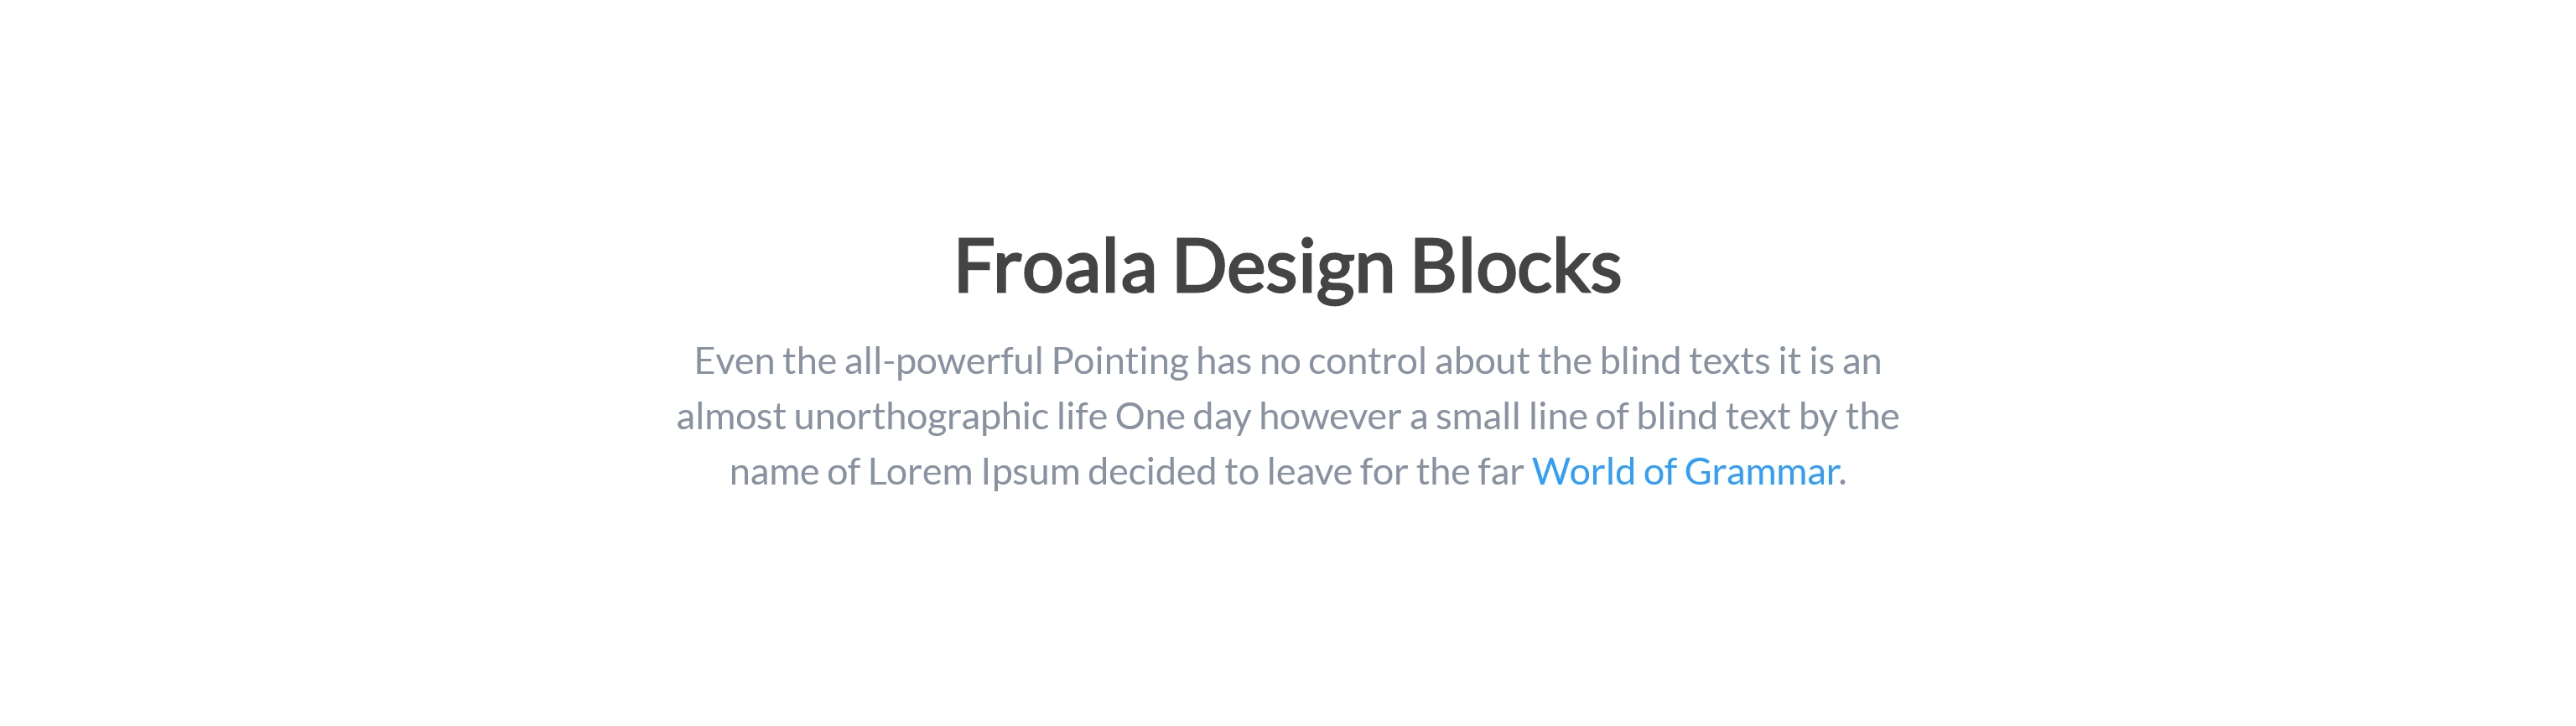 Froala Design Blocks
Even the all-powerful Pointing has no control about the blind texts it is an
almost unorthographic life One day however a small line of blind text by the
name of Lorem Ipsum decided to leave for the far World of Grammar.